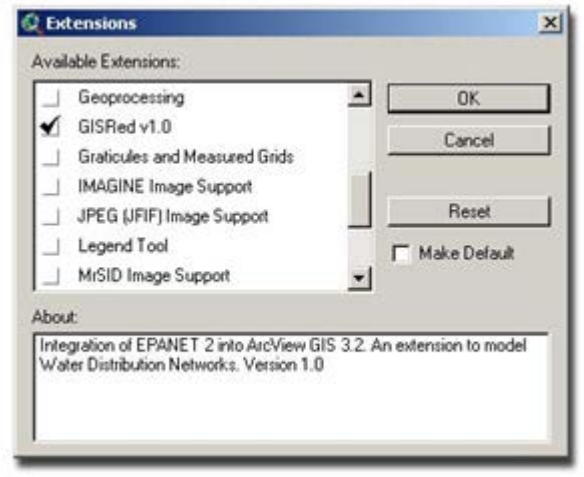 Extensions
Available Extensions:
Geoprocessing
GISRed v1.0
Graticules and Measured Grids
IMAGINE Image Support
JPEG (JFIF) Image Support
Legend Tool
MrSID Image Support
OK
Cancel
Reset
Make Default
About:
Integration of EPANET 2 into ArcView GIS 3.2. An extension to model
Water Distribution Networks. Version 1.0